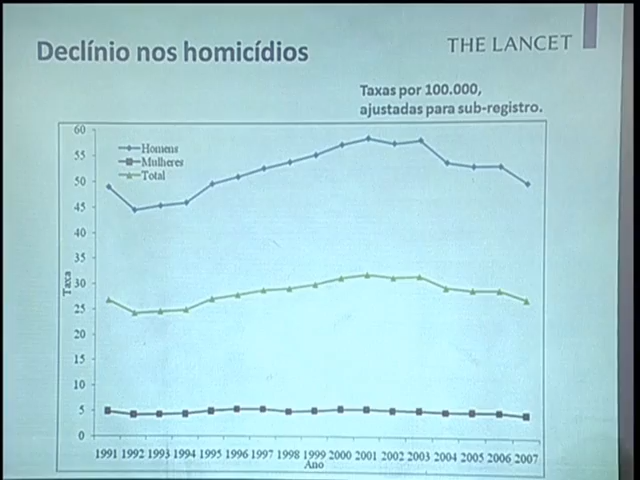 Declínio nos homicídios
THE LANCET
Taxas por 100.000,
ajustadas para sub-registro.
60
55
50
45
40
35
30
25
20
15
10
5
0
Taxa
Homens
Mulheres
Total
1991 1992 1993 1994 1995 1996 1997 1998 1999 2000 2001 2002 2003 2004 2005 2006 2007
Ano